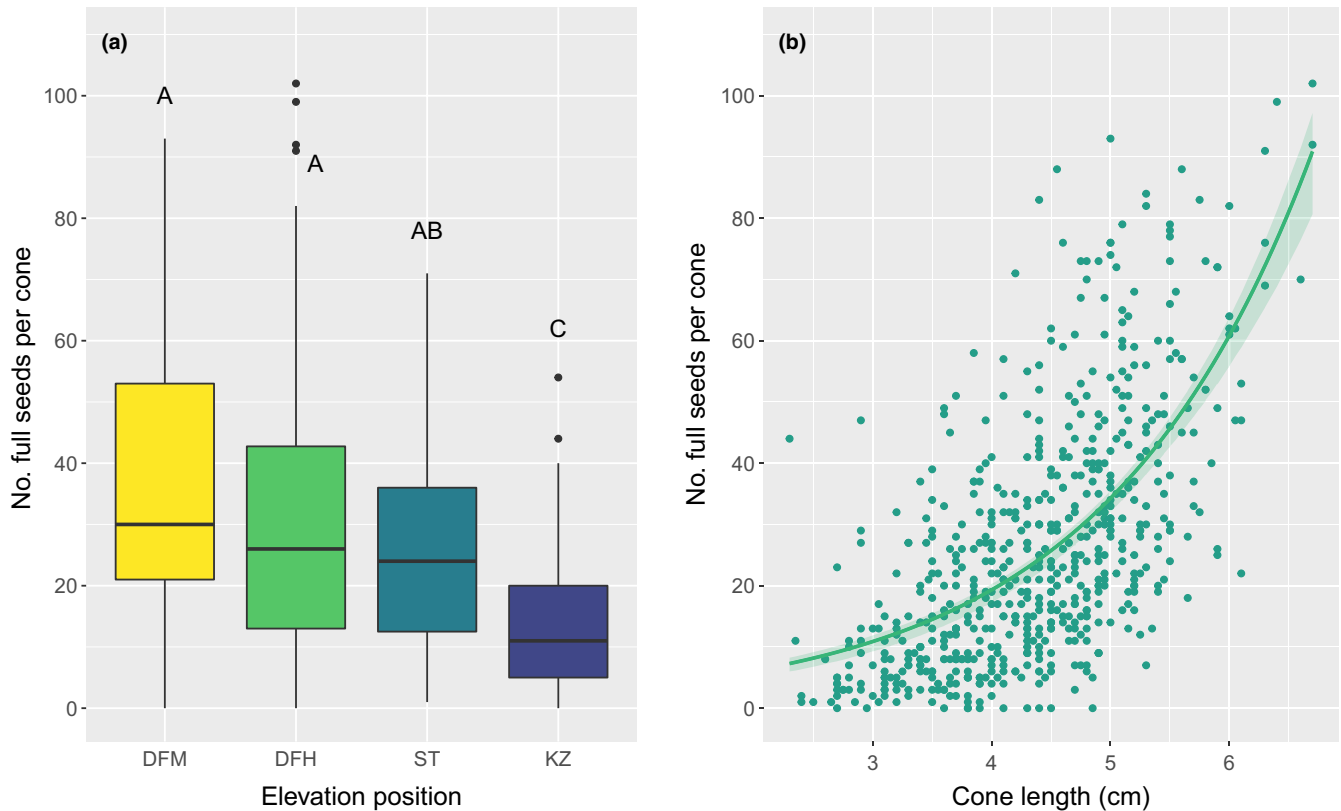 (a)
No. full seeds per cone
100
80
60
40
20
0
A
A
AB
C
DFM DFH ST KZ
Elevation position
(b)
No. full seeds per cone
100
80
60
40
20
0
3 4 5 6
Cone length (cm)